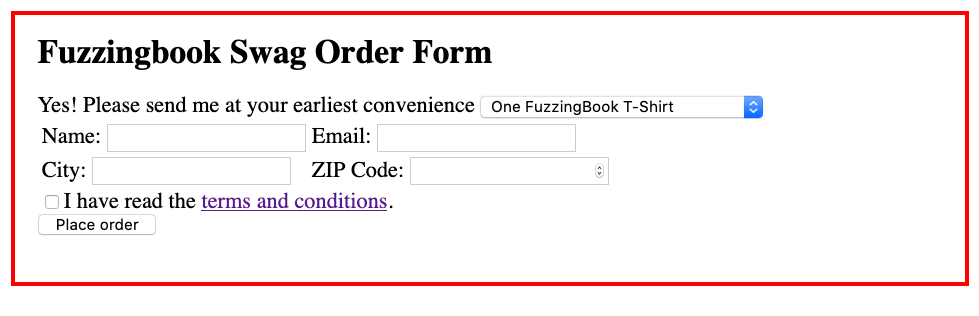 Fuzzingbook Swag Order Form
Yes! Please send me at your earliest convenience One FuzzingBook T-Shirt
Name: Email:
City: ZIP Code:
I have read the terms and conditions.
Place order